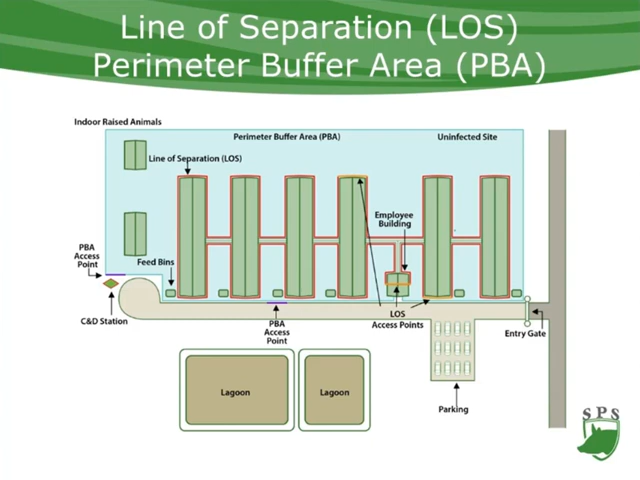 Line of Separation (LOS)
Perimeter Buffer Area (PBA)
Indoor Raised Animals
Perimeter Buffer Area (PBA)
Uninfected Site
Line of Separation (LOS)
Employee
Building
PBA
Access
Point
Feed Bins
C&D Station
PBA
Access
Point
LOS
Access Points
Entry Gate
Lagoon
Lagoon
Parking
SPS